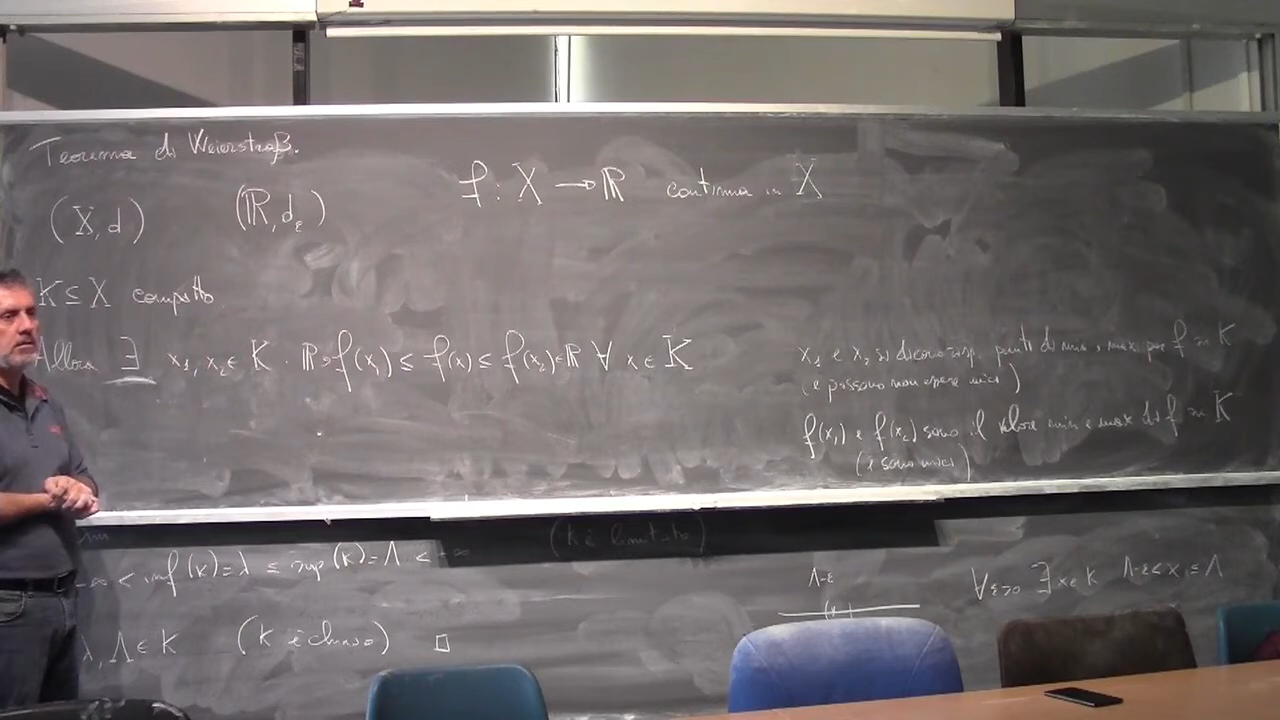 Teorema di Weierstraß.
(X, d) (ℝ, d_ε) f : X → ℝ continua in X
K ⊆ X compatto
Allora ∃ x₁, x₂ ∈ K . ℝ ∋ f(x₁) ≤ f(x) ≤ f(x₂) ∈ ℝ ∀ x ∈ K
x₁ e x₂ si dicono risp. punti di min e max per f in K
(e possono non essere unici)
f(x₁) e f(x₂) sono il valore min e max di f in K
(e sono unici)
(K è limitato)
-∞ < inf(K) = λ ≤ sup(K) = Λ < +∞
λ, Λ ∈ K (K è chiuso) □
Λ-ε
∀ε>0 ∃ x ∈ K Λ-ε < x ≤ Λ